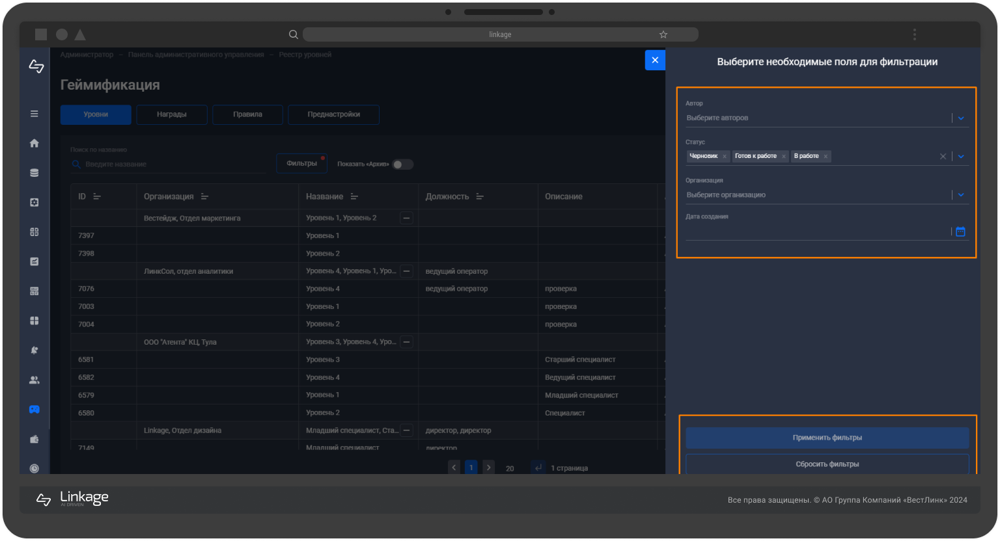 linkage
Администратор – Панель административного управления – Реестр уровней
Геймификация
Уровни Награды Правила Преднастройки
Поиск по названию
Введите название Фильтры Показать «Архив»
ID Организация Название Должность Описание
Вестейдж, Отдел маркетинга Уровень 1, Уровень 2
7397 Уровень 1
7398 Уровень 2
ЛинкСол, отдел аналитики Уровень 4, Уровень 1, Уро... ведущий оператор
7076 Уровень 4 ведущий оператор проверка
7003 Уровень 1 проверка
7004 Уровень 2 проверка
ООО "Атента" КЦ, Тула Уровень 3, Уровень 4, Уро...
6581 Уровень 3 Старший специалист
6582 Уровень 4 Ведущий специалист
6579 Уровень 1 Младший специалист
6580 Уровень 2 Специалист
Linkage, Отдел дизайна Младший специалист, Ста... директор, директор
7149 Младший специалист директор
1 20 1 страница
Выберите необходимые поля для фильтрации
Автор
Выберите авторов
Статус
Черновик × Готов к работе × В работе ×
Организация
Выберите организацию
Дата создания
Применить фильтры
Сбросить фильтры
Linkage
AI DRIVEN
Все права защищены. © АО Группа Компаний «ВестЛинк» 2024